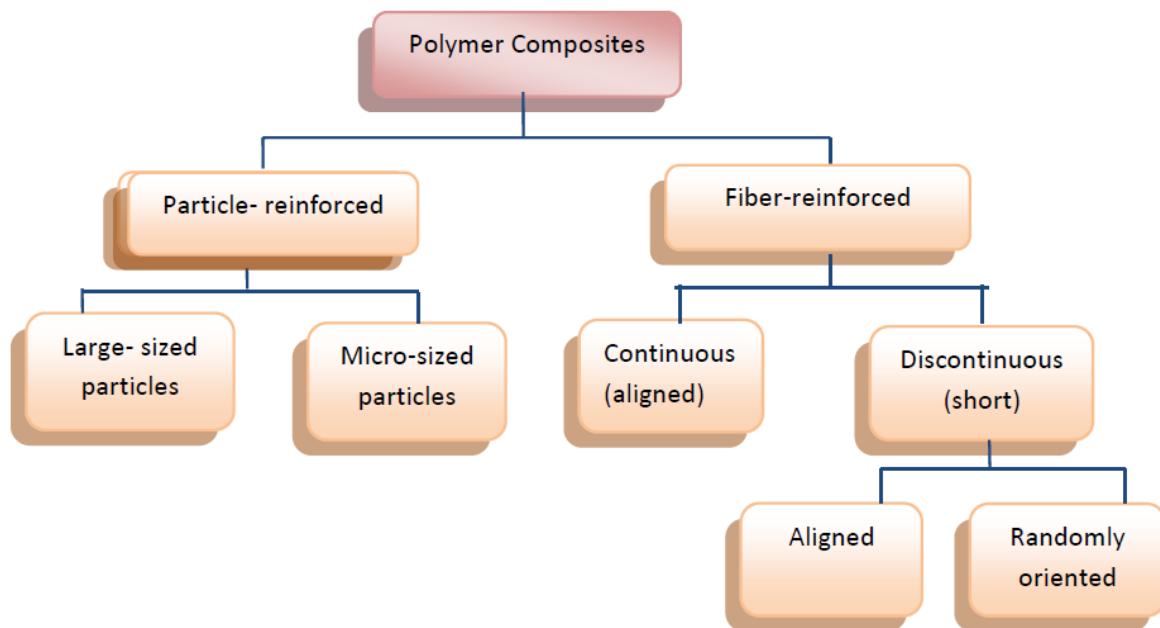 Polymer Composites
Particle- reinforced
Fiber-reinforced
Large- sized
particles
Micro-sized
particles
Continuous
(aligned)
Discontinuous
(short)
Aligned
Randomly
oriented